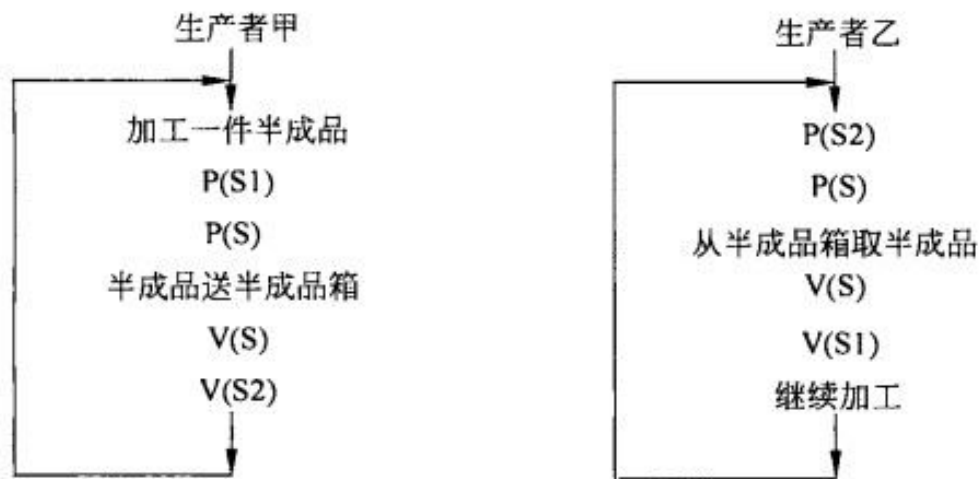 生产者甲
加工一件半成品
P(S1)
P(S)
半成品送半成品箱
V(S)
V(S2)
生产者乙
P(S2)
P(S)
从半成品箱取半成品
V(S)
V(S1)
继续加工